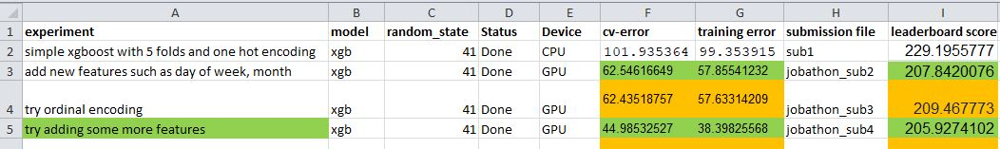 A B C D E F G H I
1 experiment model random_state Status Device cv-error training error submission file leaderboard score
2 simple xgboost with 5 folds and one hot encoding xgb 41 Done CPU 101.935364 99.353915 sub1 229.1955777
3 add new features such as day of week, month xgb 41 Done GPU 62.54616649 57.85541232 jobathon_sub2 207.8420076
4 try ordinal encoding xgb 41 Done GPU 62.43518757 57.63314209 jobathon_sub3 209.467773
5 try adding some more features xgb 41 Done GPU 44.98532527 38.39825568 jobathon_sub4 205.9274102